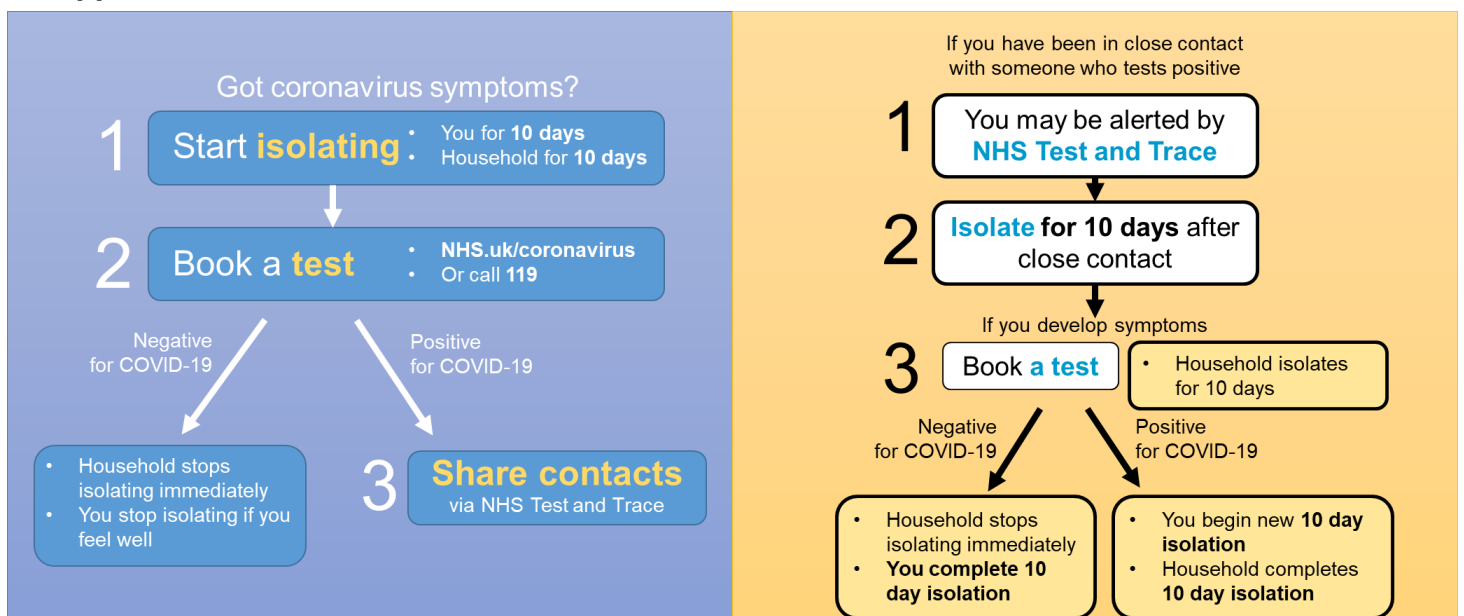 Got coronavirus symptoms?
1
Start isolating
• You for 10 days
• Household for 10 days
2
Book a test
• NHS.uk/coronavirus
• Or call 119
Negative
for COVID-19
Positive
for COVID-19
• Household stops
isolating immediately
• You stop isolating if you
feel well
3
Share contacts
via NHS Test and Trace
If you have been in close contact
with someone who tests positive
1
You may be alerted by
NHS Test and Trace
2
Isolate for 10 days after
close contact
If you develop symptoms
3
Book a test
• Household isolates
for 10 days
Negative
for COVID-19
Positive
for COVID-19
• Household stops
isolating immediately
• You complete 10
day isolation
• You begin new 10 day
isolation
• Household completes
10 day isolation